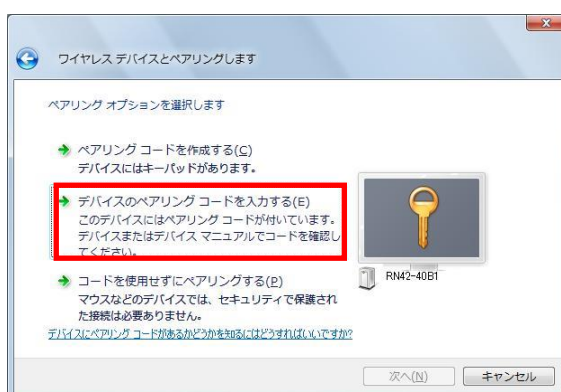 ワイヤレス デバイスとペアリングします
ペアリング オプションを選択します
ペアリング コードを作成する(C)
デバイスにはキーパッドがあります。
デバイスのペアリング コードを入力する(E)
このデバイスにはペアリング コードが付いています。
デバイスまたはデバイス マニュアルでコードを確認し
てください。
RN42-40B1
コードを使用せずにペアリングする(P)
マウスなどのデバイスでは、セキュリティで保護され
た接続は必要ありません。
デバイスにペアリング コードがあるかどうかを知るにはどうすればいいですか?
次へ(N)
キャンセル